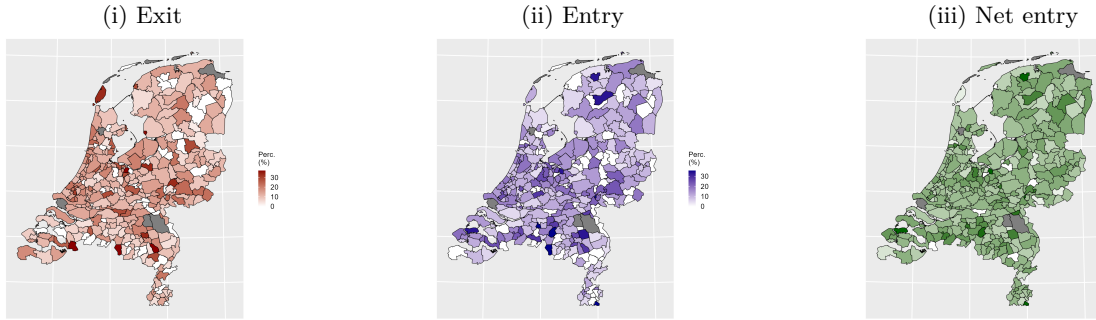 (i) Exit
(ii) Entry
(iii) Net entry
Perc.
(%)
30
20
10
0
Perc.
(%)
30
20
10
0